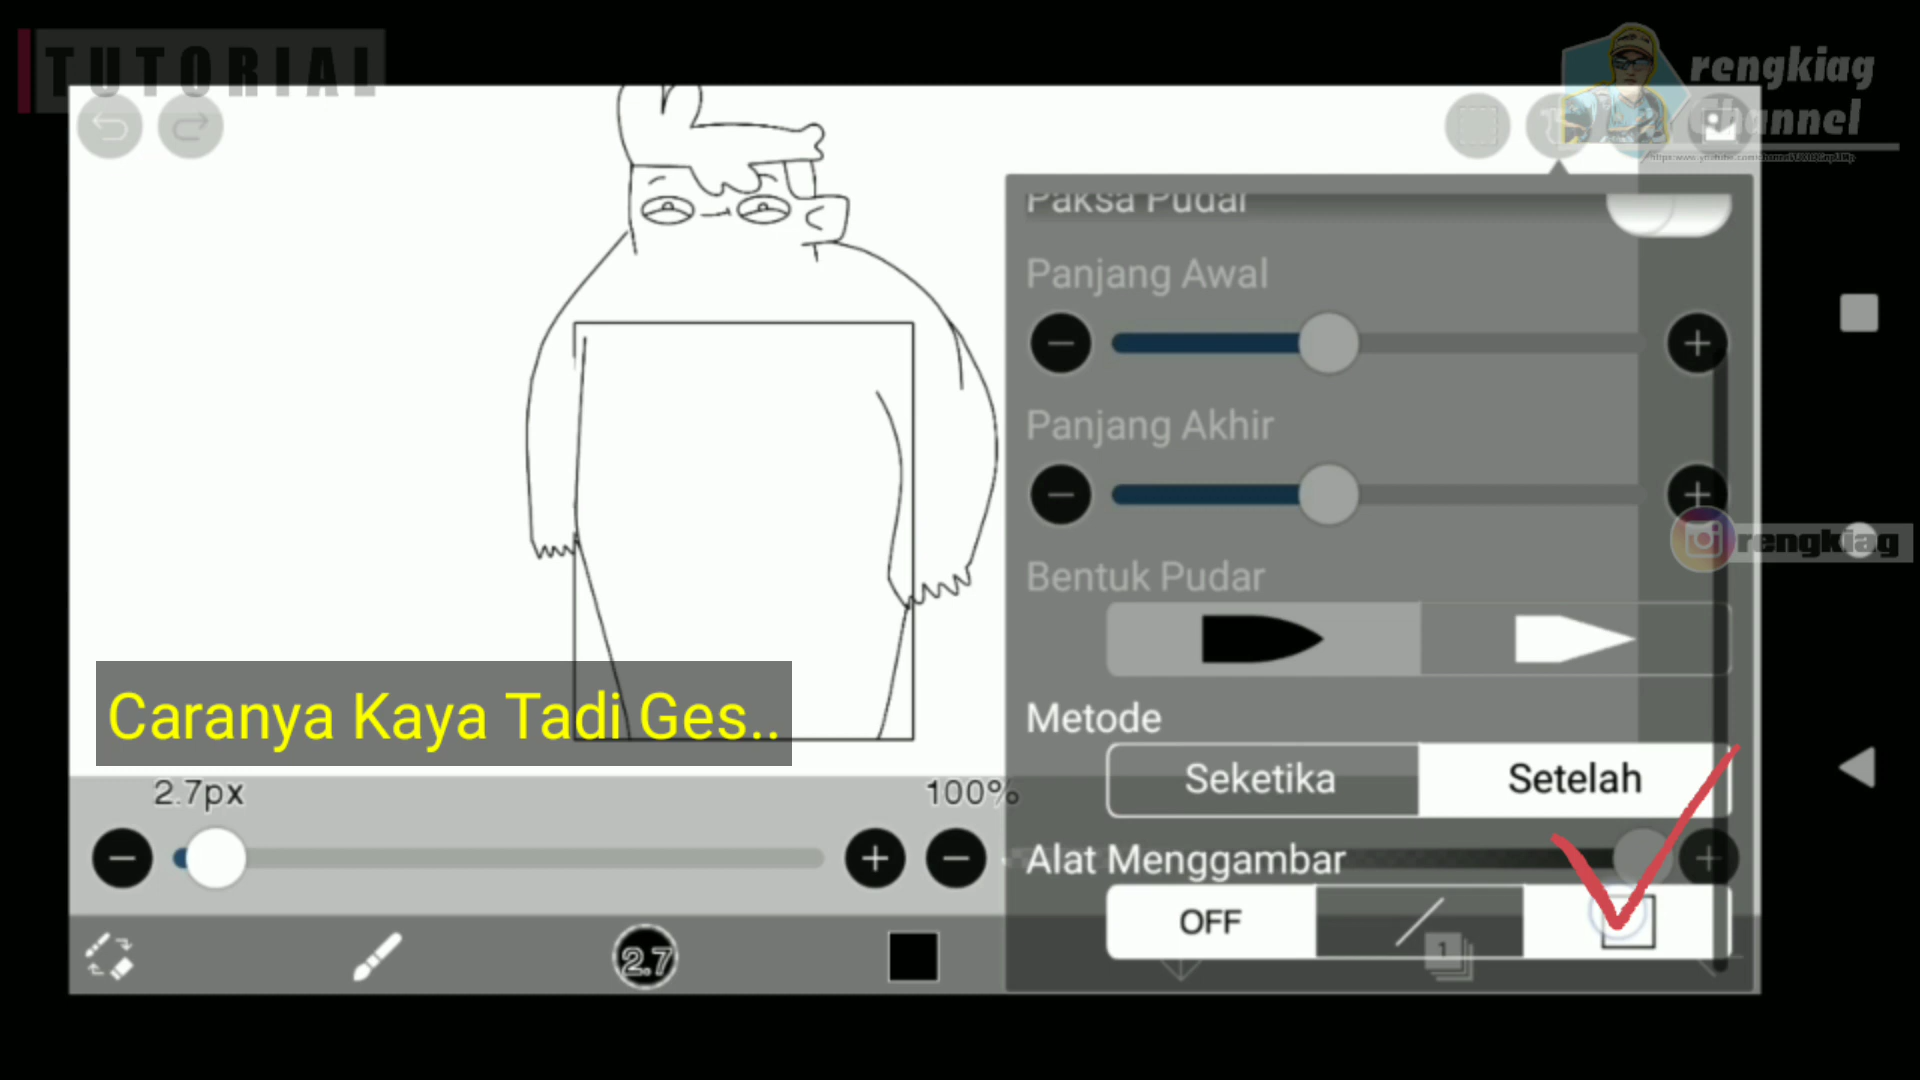 TUTORIAL
rengkiag
channel
Paksa Pudar
Panjang Awal
Panjang Akhir
rengkiag
Bentuk Pudar
Caranya Kaya Tadi Ges..
Metode
Seketika
Setelah
2.7px
100%
Alat Menggambar
OFF
2.7
1